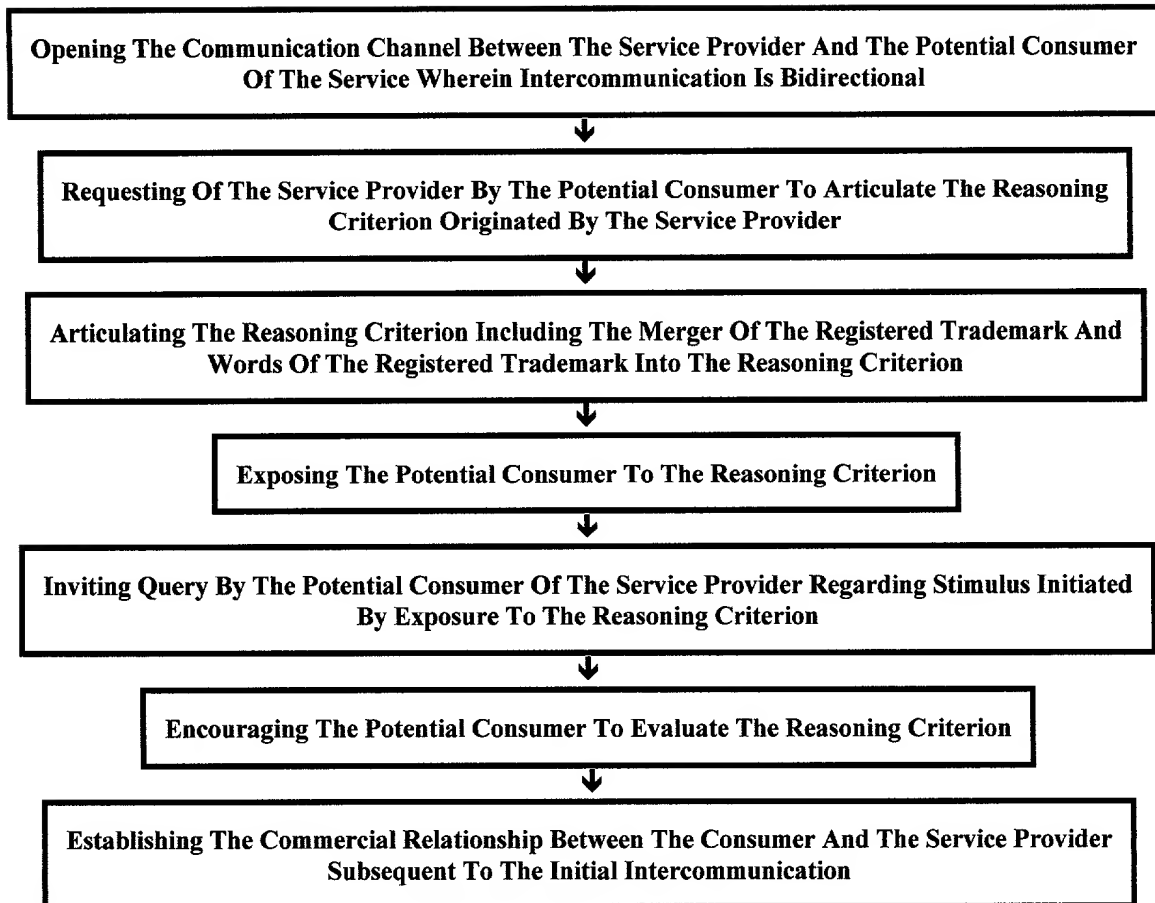 Opening The Communication Channel Between The Service Provider And The Potential Consumer
Of The Service Wherein Intercommunication Is Bidirectional
Requesting Of The Service Provider By The Potential Consumer To Articulate The Reasoning
Criterion Originated By The Service Provider
Articulating The Reasoning Criterion Including The Merger Of The Registered Trademark And
Words Of The Registered Trademark Into The Reasoning Criterion
Exposing The Potential Consumer To The Reasoning Criterion
Inviting Query By The Potential Consumer Of The Service Provider Regarding Stimulus Initiated
By Exposure To The Reasoning Criterion
Encouraging The Potential Consumer To Evaluate The Reasoning Criterion
Establishing The Commercial Relationship Between The Consumer And The Service Provider
Subsequent To The Initial Intercommunication